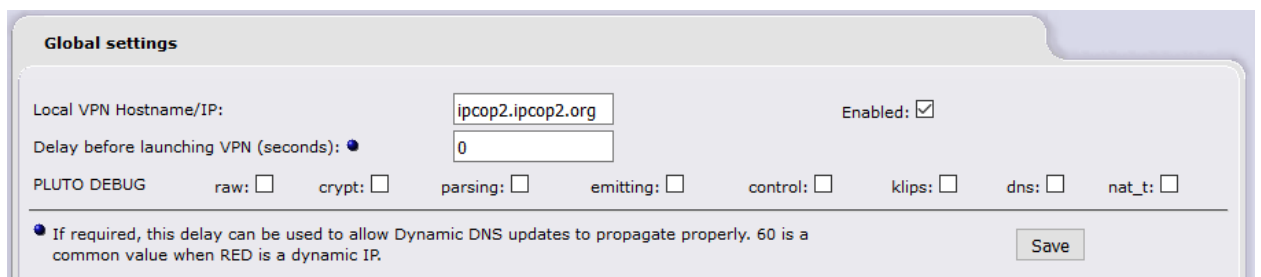 Global settings
Local VPN Hostname/IP: ipcop2.ipcop2.org Enabled:
Delay before launching VPN (seconds): 0
PLUTO DEBUG raw: crypt: parsing: emitting: control: klips: dns: nat_t:
If required, this delay can be used to allow Dynamic DNS updates to propagate properly. 60 is a
common value when RED is a dynamic IP.
Save